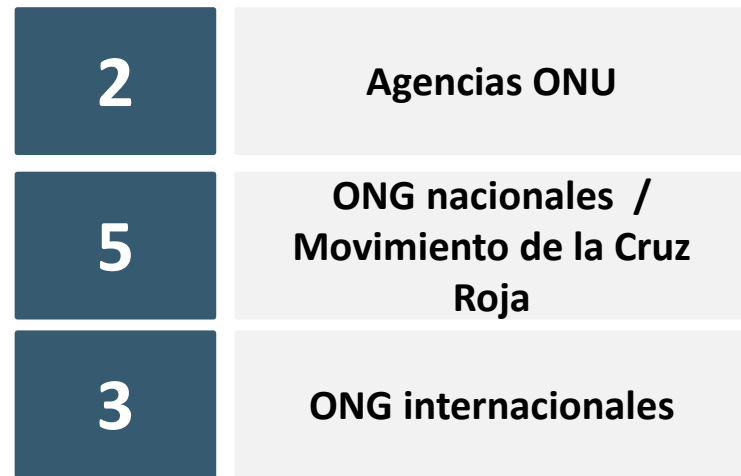 2
Agencias ONU
5
ONG nacionales /
Movimiento de la Cruz
Roja
3
ONG internacionales